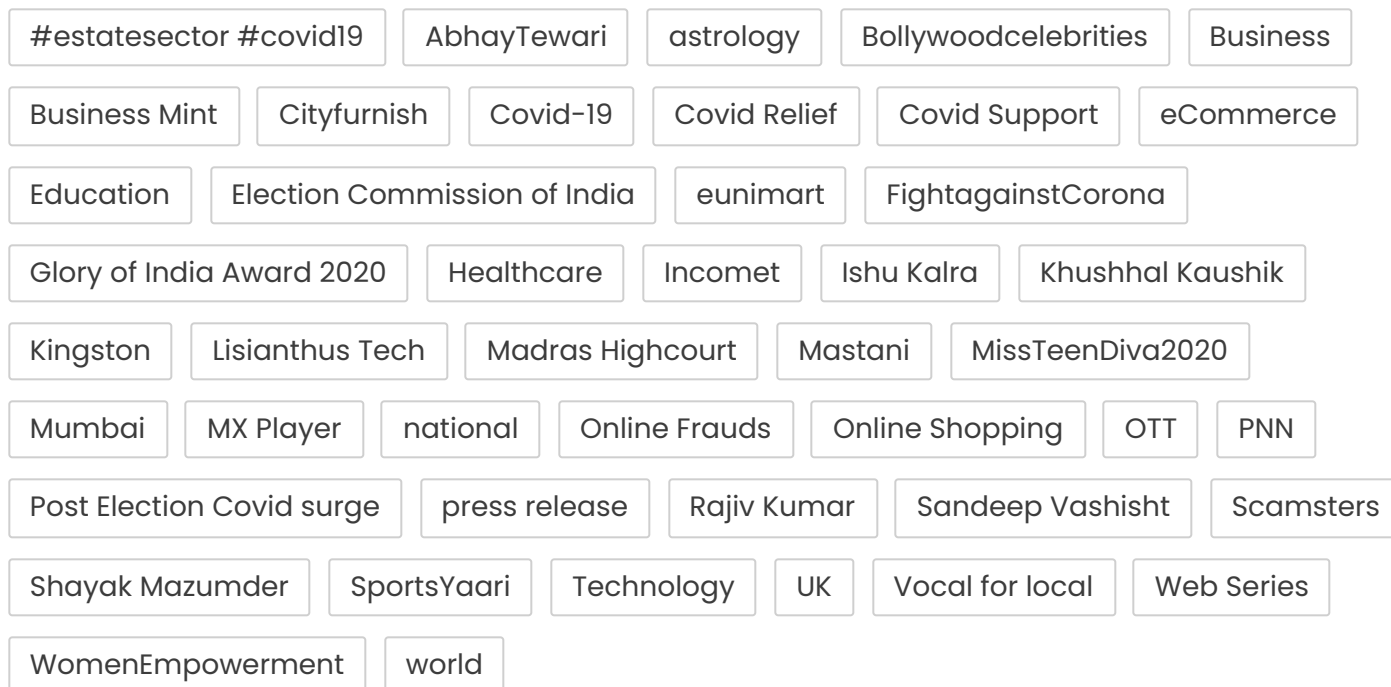 #estatesector #covid19 AbhayTewari astrology Bollywoodcelebrities Business
Business Mint Cityfurnish Covid-19 Covid Relief Covid Support eCommerce
Education Election Commission of India eunimart FightagainstCorona
Glory of India Award 2020 Healthcare Incomet Ishu Kalra Khushhal Kaushik
Kingston Lisianthus Tech Madras Highcourt Mastani MissTeenDiva2020
Mumbai MX Player national Online Frauds Online Shopping OTT PNN
Post Election Covid surge press release Rajiv Kumar Sandeep Vashisht Scamsters
Shayak Mazumder SportsYaari Technology UK Vocal for local Web Series
WomenEmpowerment world